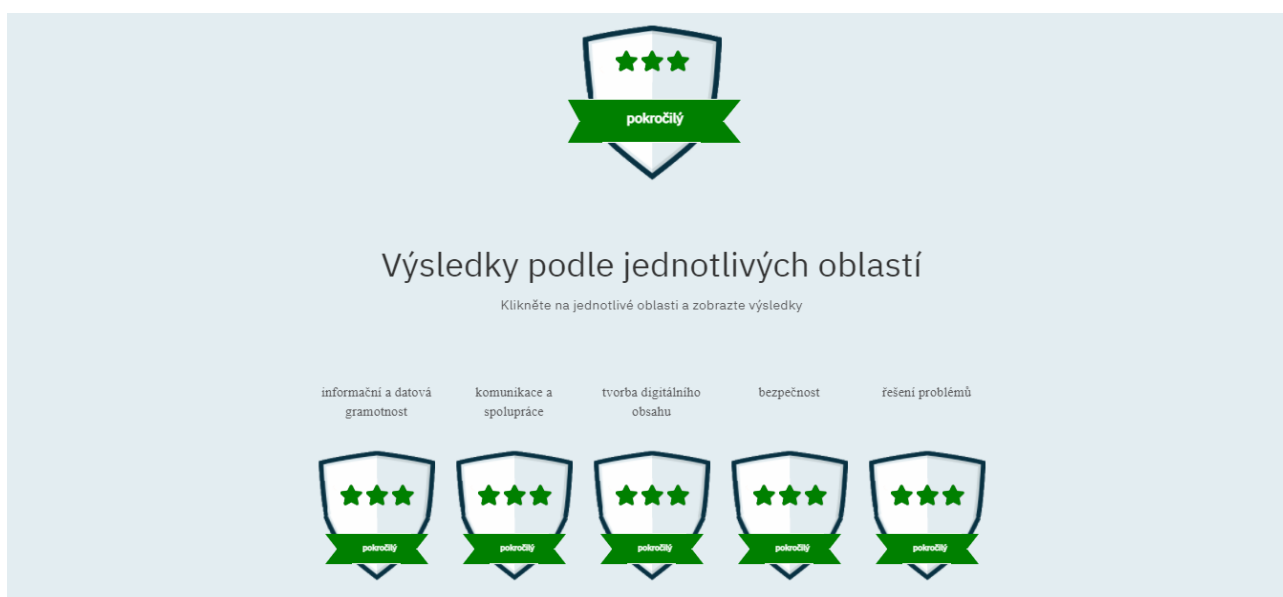 pokročilý
Výsledky podle jednotlivých oblastí
Klikněte na jednotlivé oblasti a zobrazte výsledky
informační a datová
gramotnost
komunikace a
spolupráce
tvorba digitálního
obsahu
bezpečnost
řešení problémů
pokročilý
pokročilý
pokročilý
pokročilý
pokročilý